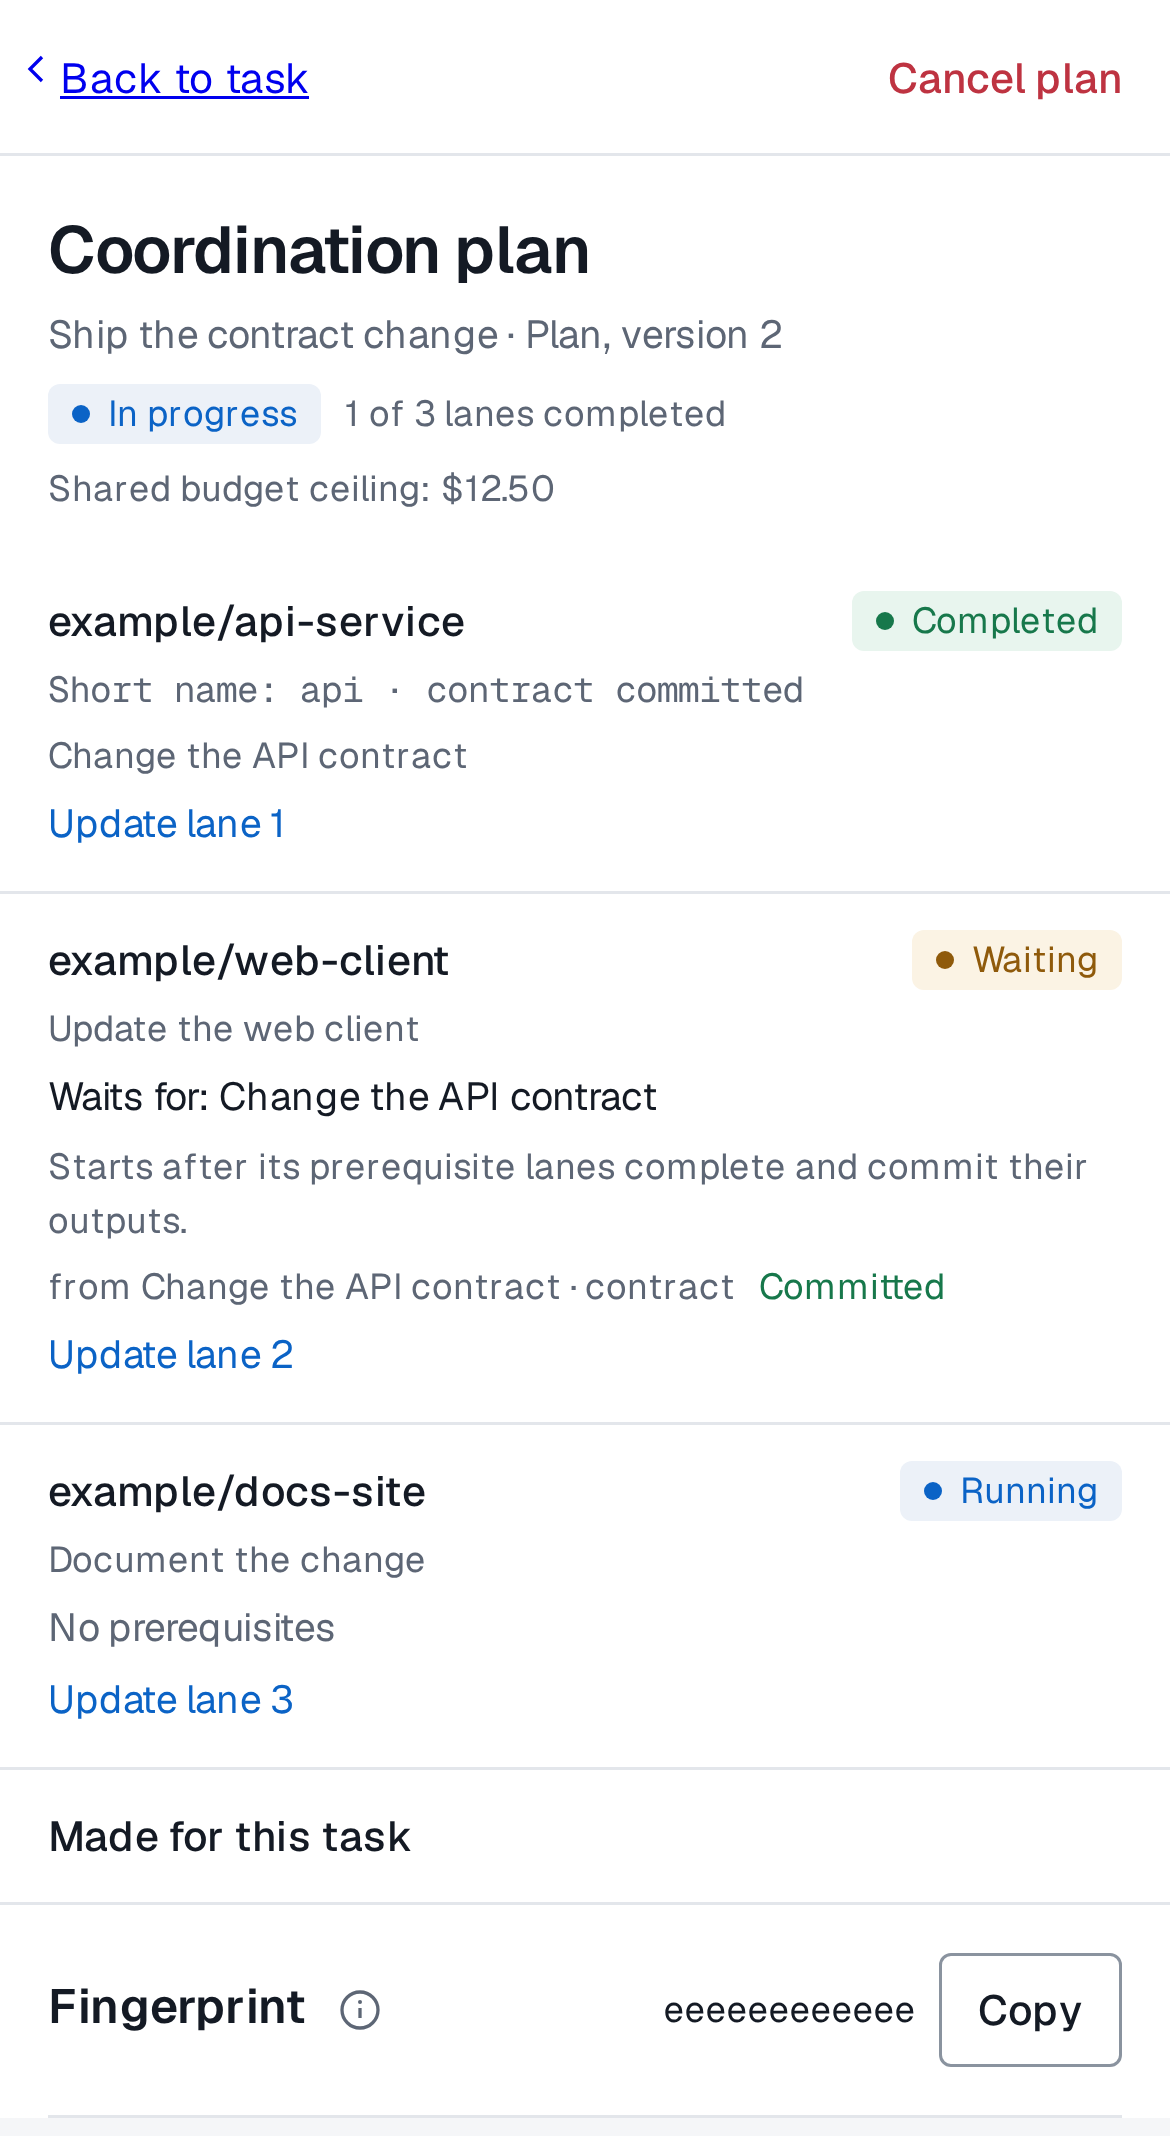 Back to task
Cancel plan
Coordination plan
Ship the contract change · Plan, version 2
In progress
1 of 3 lanes completed
Shared budget ceiling: $12.50
example/api-service
Completed
Short name: api · contract committed
Change the API contract
Update lane 1
example/web-client
Waiting
Update the web client
Waits for: Change the API contract
Starts after its prerequisite lanes complete and commit their
outputs.
from Change the API contract · contract Committed
Update lane 2
example/docs-site
Running
Document the change
No prerequisites
Update lane 3
Made for this task
Fingerprint
eeeeeeeeeeee
Copy